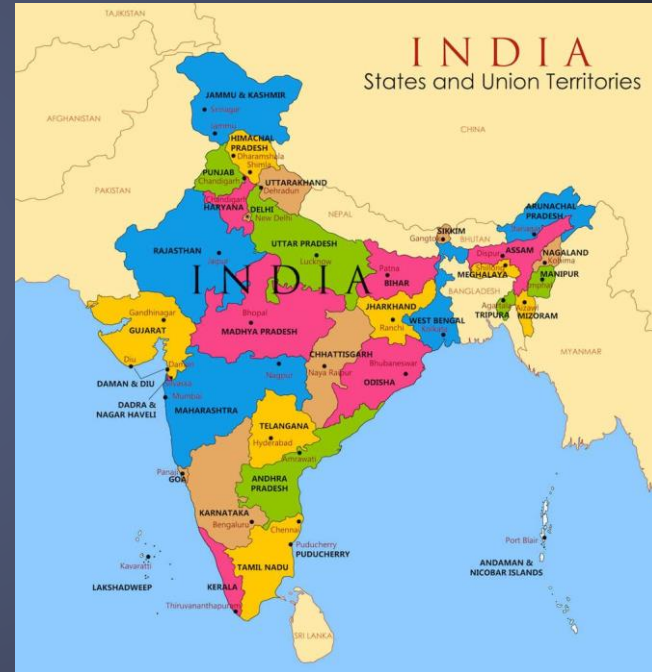 INDIA
States and Union Territories
TAJIKISTAN
AFGHANISTAN
CHINA
PAKISTAN
JAMMU & KASHMIR
Srinagar
Jammu
HIMACHAL
PRADESH
Dharamshala
Shimla
PUNJAB
Chandigarh
UTTARAKHAND
Dehradun
Chandigarh
HARYANA
DELHI
New Delhi
NEPAL
RAJASTHAN
Jaipur
UTTAR PRADESH
Lucknow
INDIA
SIKKIM
Gangtok
BHUTAN
ARUNACHAL
PRADESH
Itanagar
ASSAM
Dispur
NAGALAND
Kohima
MEGHALAYA
Shillong
MANIPUR
Imphal
BANGLADESH
Agartala
TRIPURA
Aizawl
MIZORAM
MYANMAR
Patna
BIHAR
JHARKHAND
Ranchi
WEST BENGAL
Kolkata
Gandhinagar
GUJARAT
Bhopal
MADHYA PRADESH
CHHATTISGARH
Naya Raipur
Bhubaneswar
ODISHA
Diu
Daman
DAMAN & DIU
Silvassa
DADRA &
NAGAR HAVELI
Mumbai
MAHARASHTRA
Nagpur
TELANGANA
Hyderabad
Amrawati
ANDHRA
PRADESH
Panaji
GOA
KARNATAKA
Bengaluru
Chennai
Puducherry
PUDUCHERRY
TAMIL NADU
KERALA
Thiruvananthapuram
Kavaratti
LAKSHADWEEP
Port Blair
ANDAMAN &
NICOBAR ISLANDS
SRI LANKA